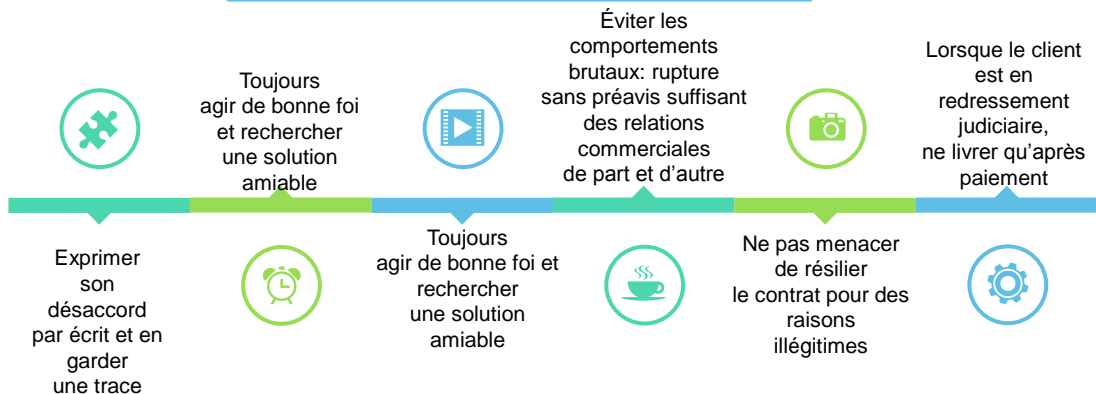 Exprimer
son
désaccord
par écrit et en
garder
une trace
Toujours
agir de bonne foi
et rechercher
une solution
amiable
Toujours
agir de bonne foi et
rechercher
une solution
amiable
Éviter les
comportements
brutaux: rupture
sans préavis suffisant
des relations
commerciales
de part et d’autre
Ne pas menacer
de résilier
le contrat pour des
raisons
illégitimes
Lorsque le client
est en
redressement
judiciaire,
ne livrer qu’après
paiement